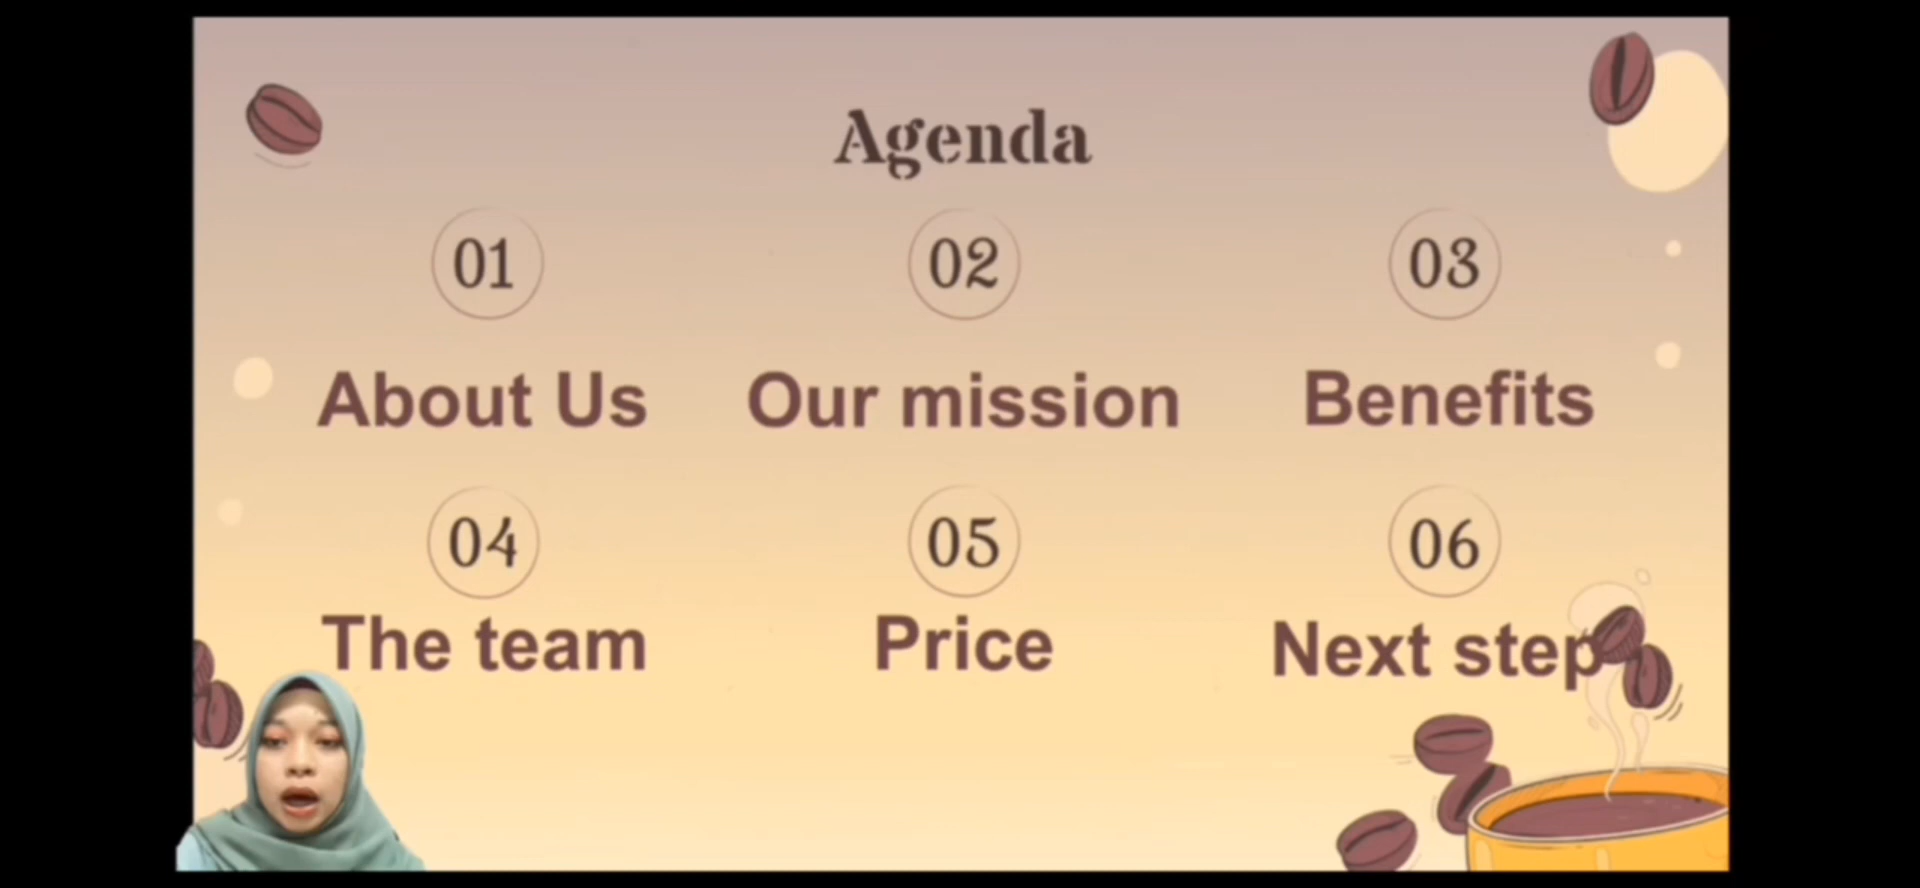 Agenda
01
02
03
About Us
Our mission
Benefits
04
05
06
The team
Price
Next step